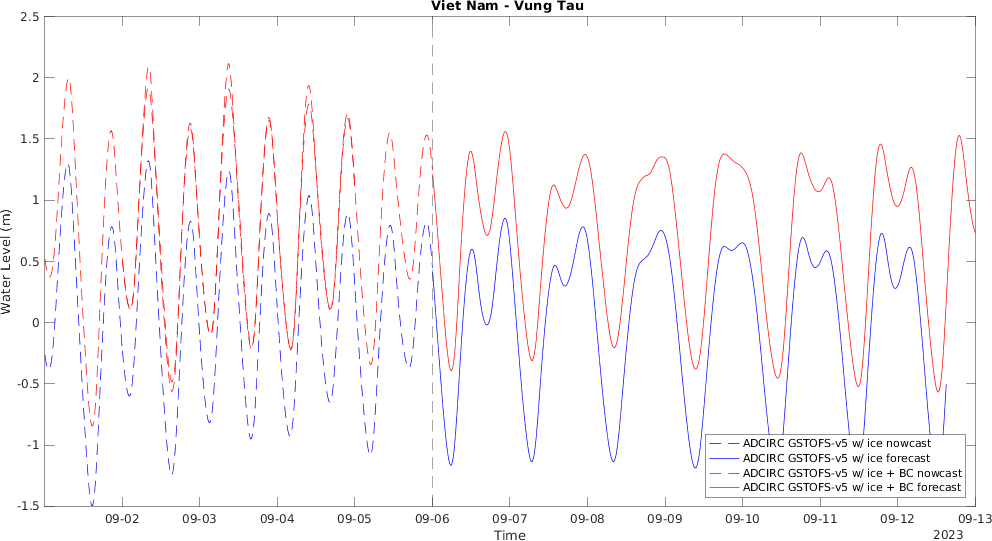 Viet Nam - Vung Tau
2.5
2
1.5
1
0.5
0
-0.5
-1
-1.5
Water Level (m)
ADCIRC GSTOFS-v5 w/ ice nowcast
ADCIRC GSTOFS-v5 w/ ice forecast
ADCIRC GSTOFS-v5 w/ ice + BC nowcast
ADCIRC GSTOFS-v5 w/ ice + BC forecast
09-02 09-03 09-04 09-05 09-06 09-07 09-08 09-09 09-10 09-11 09-12 09-13
Time
2023